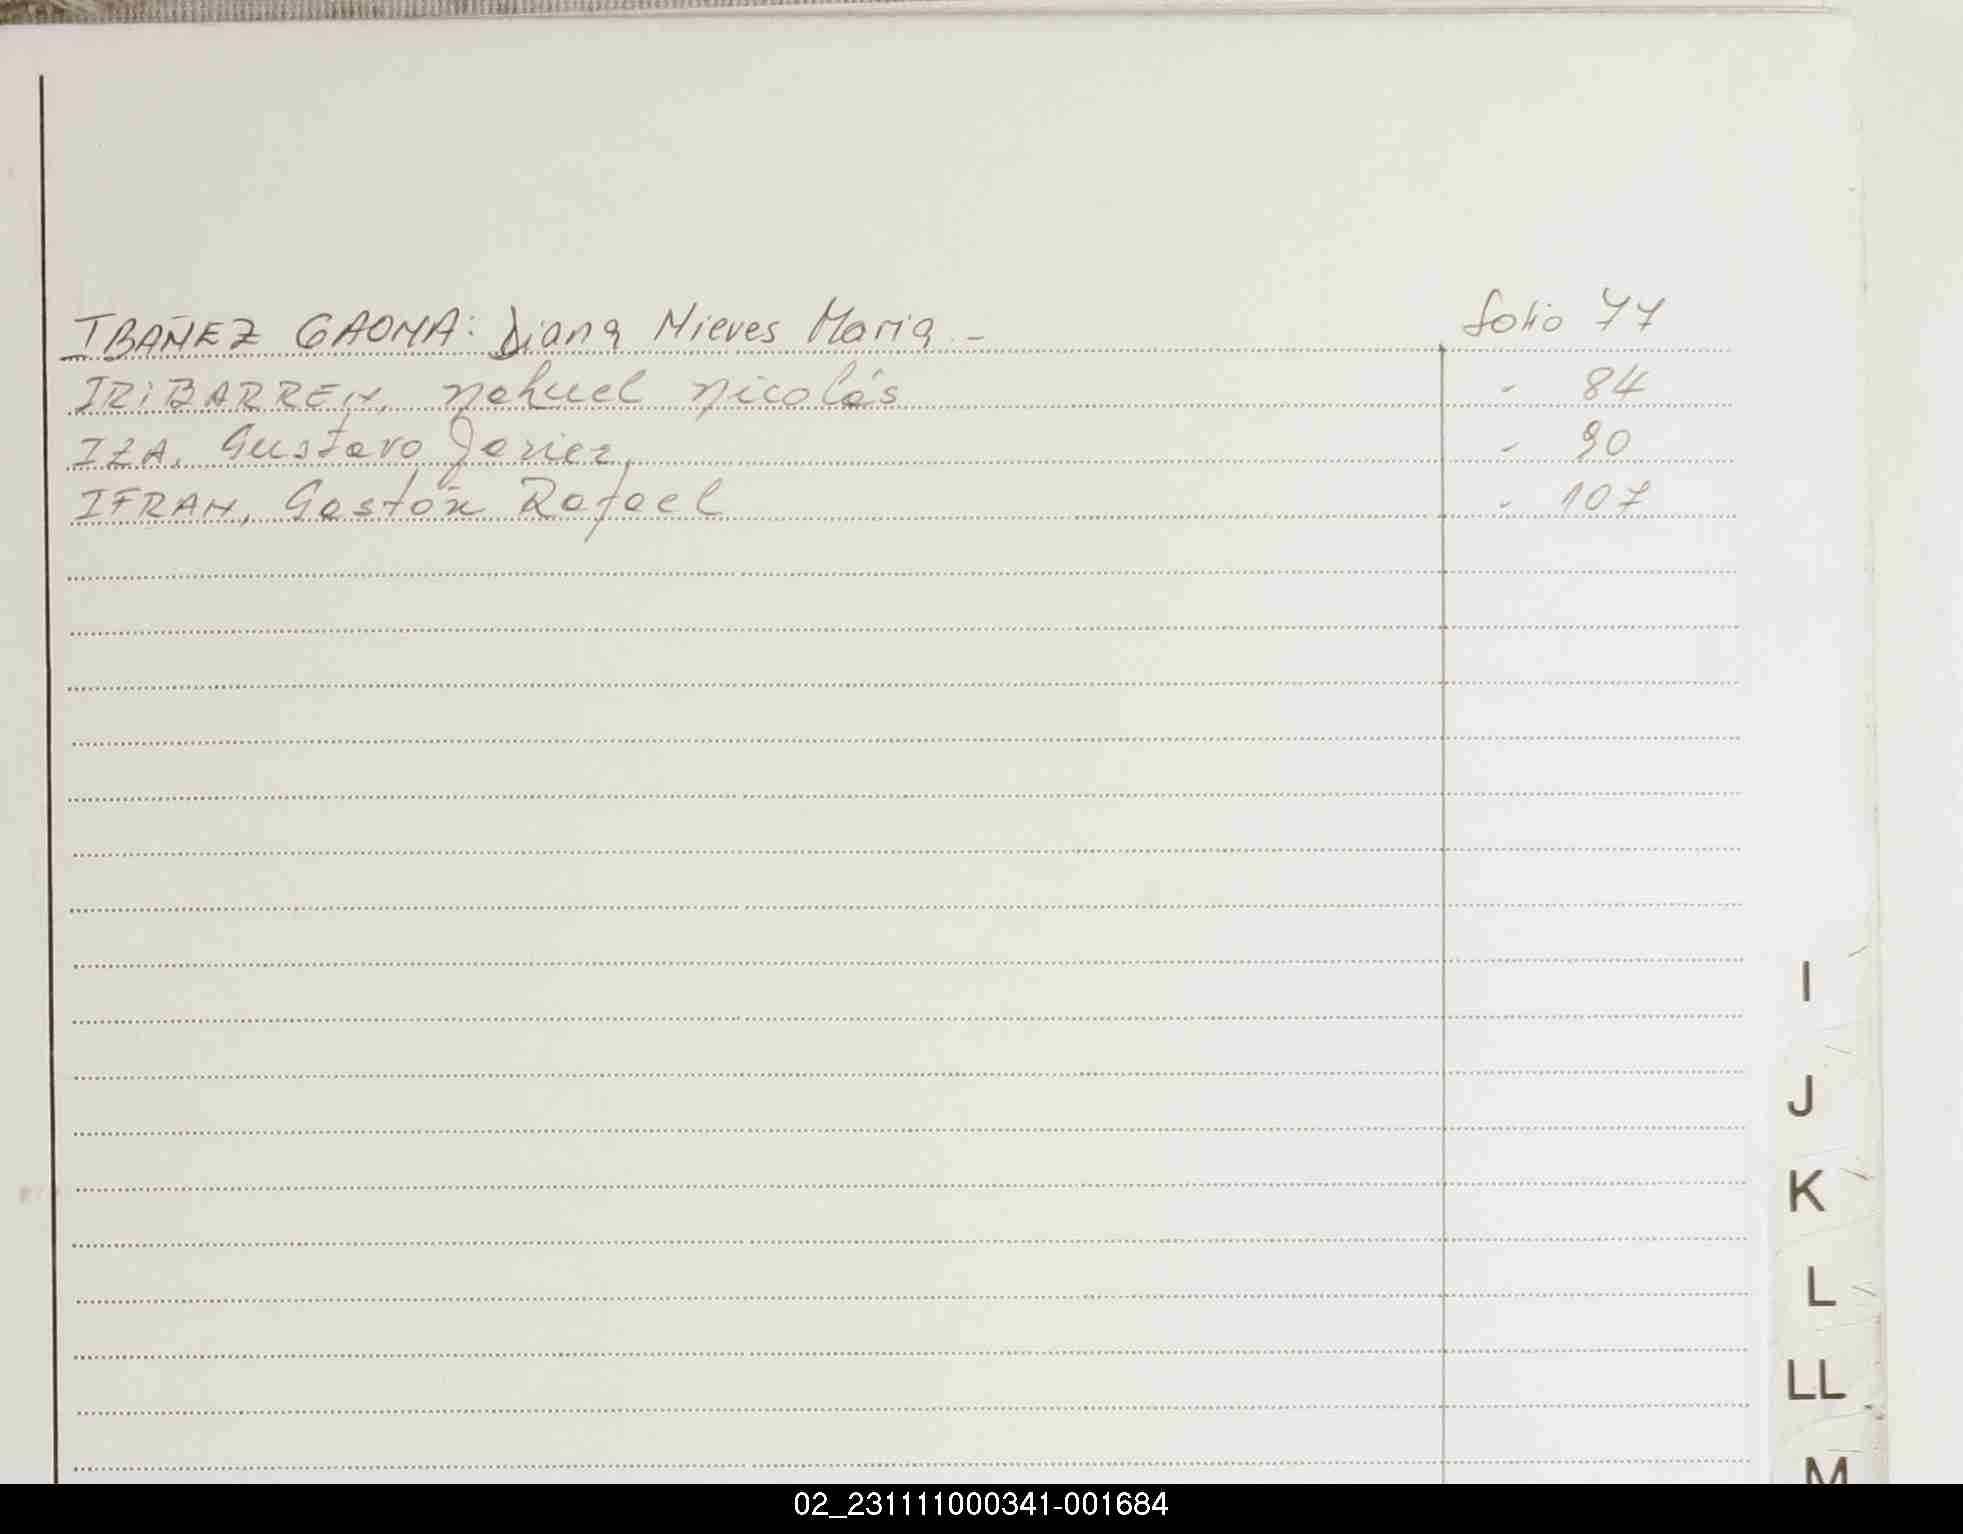 IBAÑEZ GAONA: Diana Nieves Maria.- folio 77
IRIBARREN, Nahuel Nicolás - 84
IZA, Gustavo Javier, - 90
IFRAN, Gastón Rafael - 107
I
J
K
L
LL
M
02_231111000341-001684